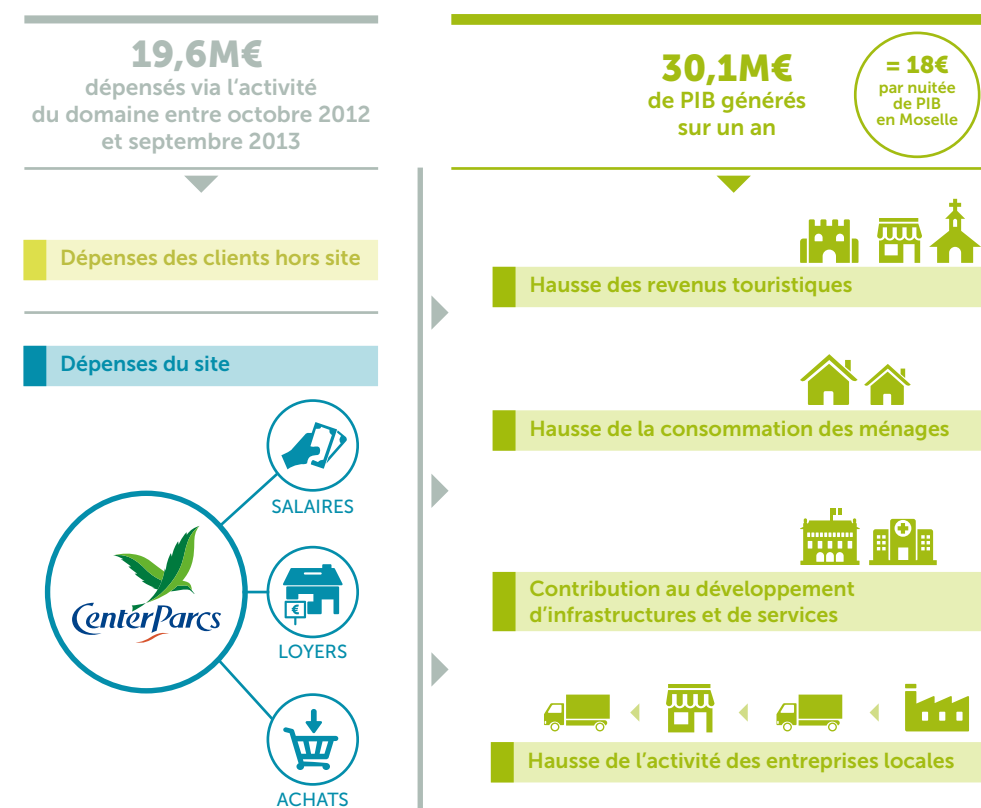 19,6M€
dépensés via l'activité
du domaine entre octobre 2012
et septembre 2013
Dépenses des clients hors site
Dépenses du site
SALAIRES
CenterParcs
LOYERS
€
ACHATS
30,1M€
de PIB générés
sur un an
= 18€
par nuitée
de PIB
en Moselle
Hausse des revenus touristiques
Hausse de la consommation des ménages
Contribution au développement
d'infrastructures et de services
Hausse de l'activité des entreprises locales